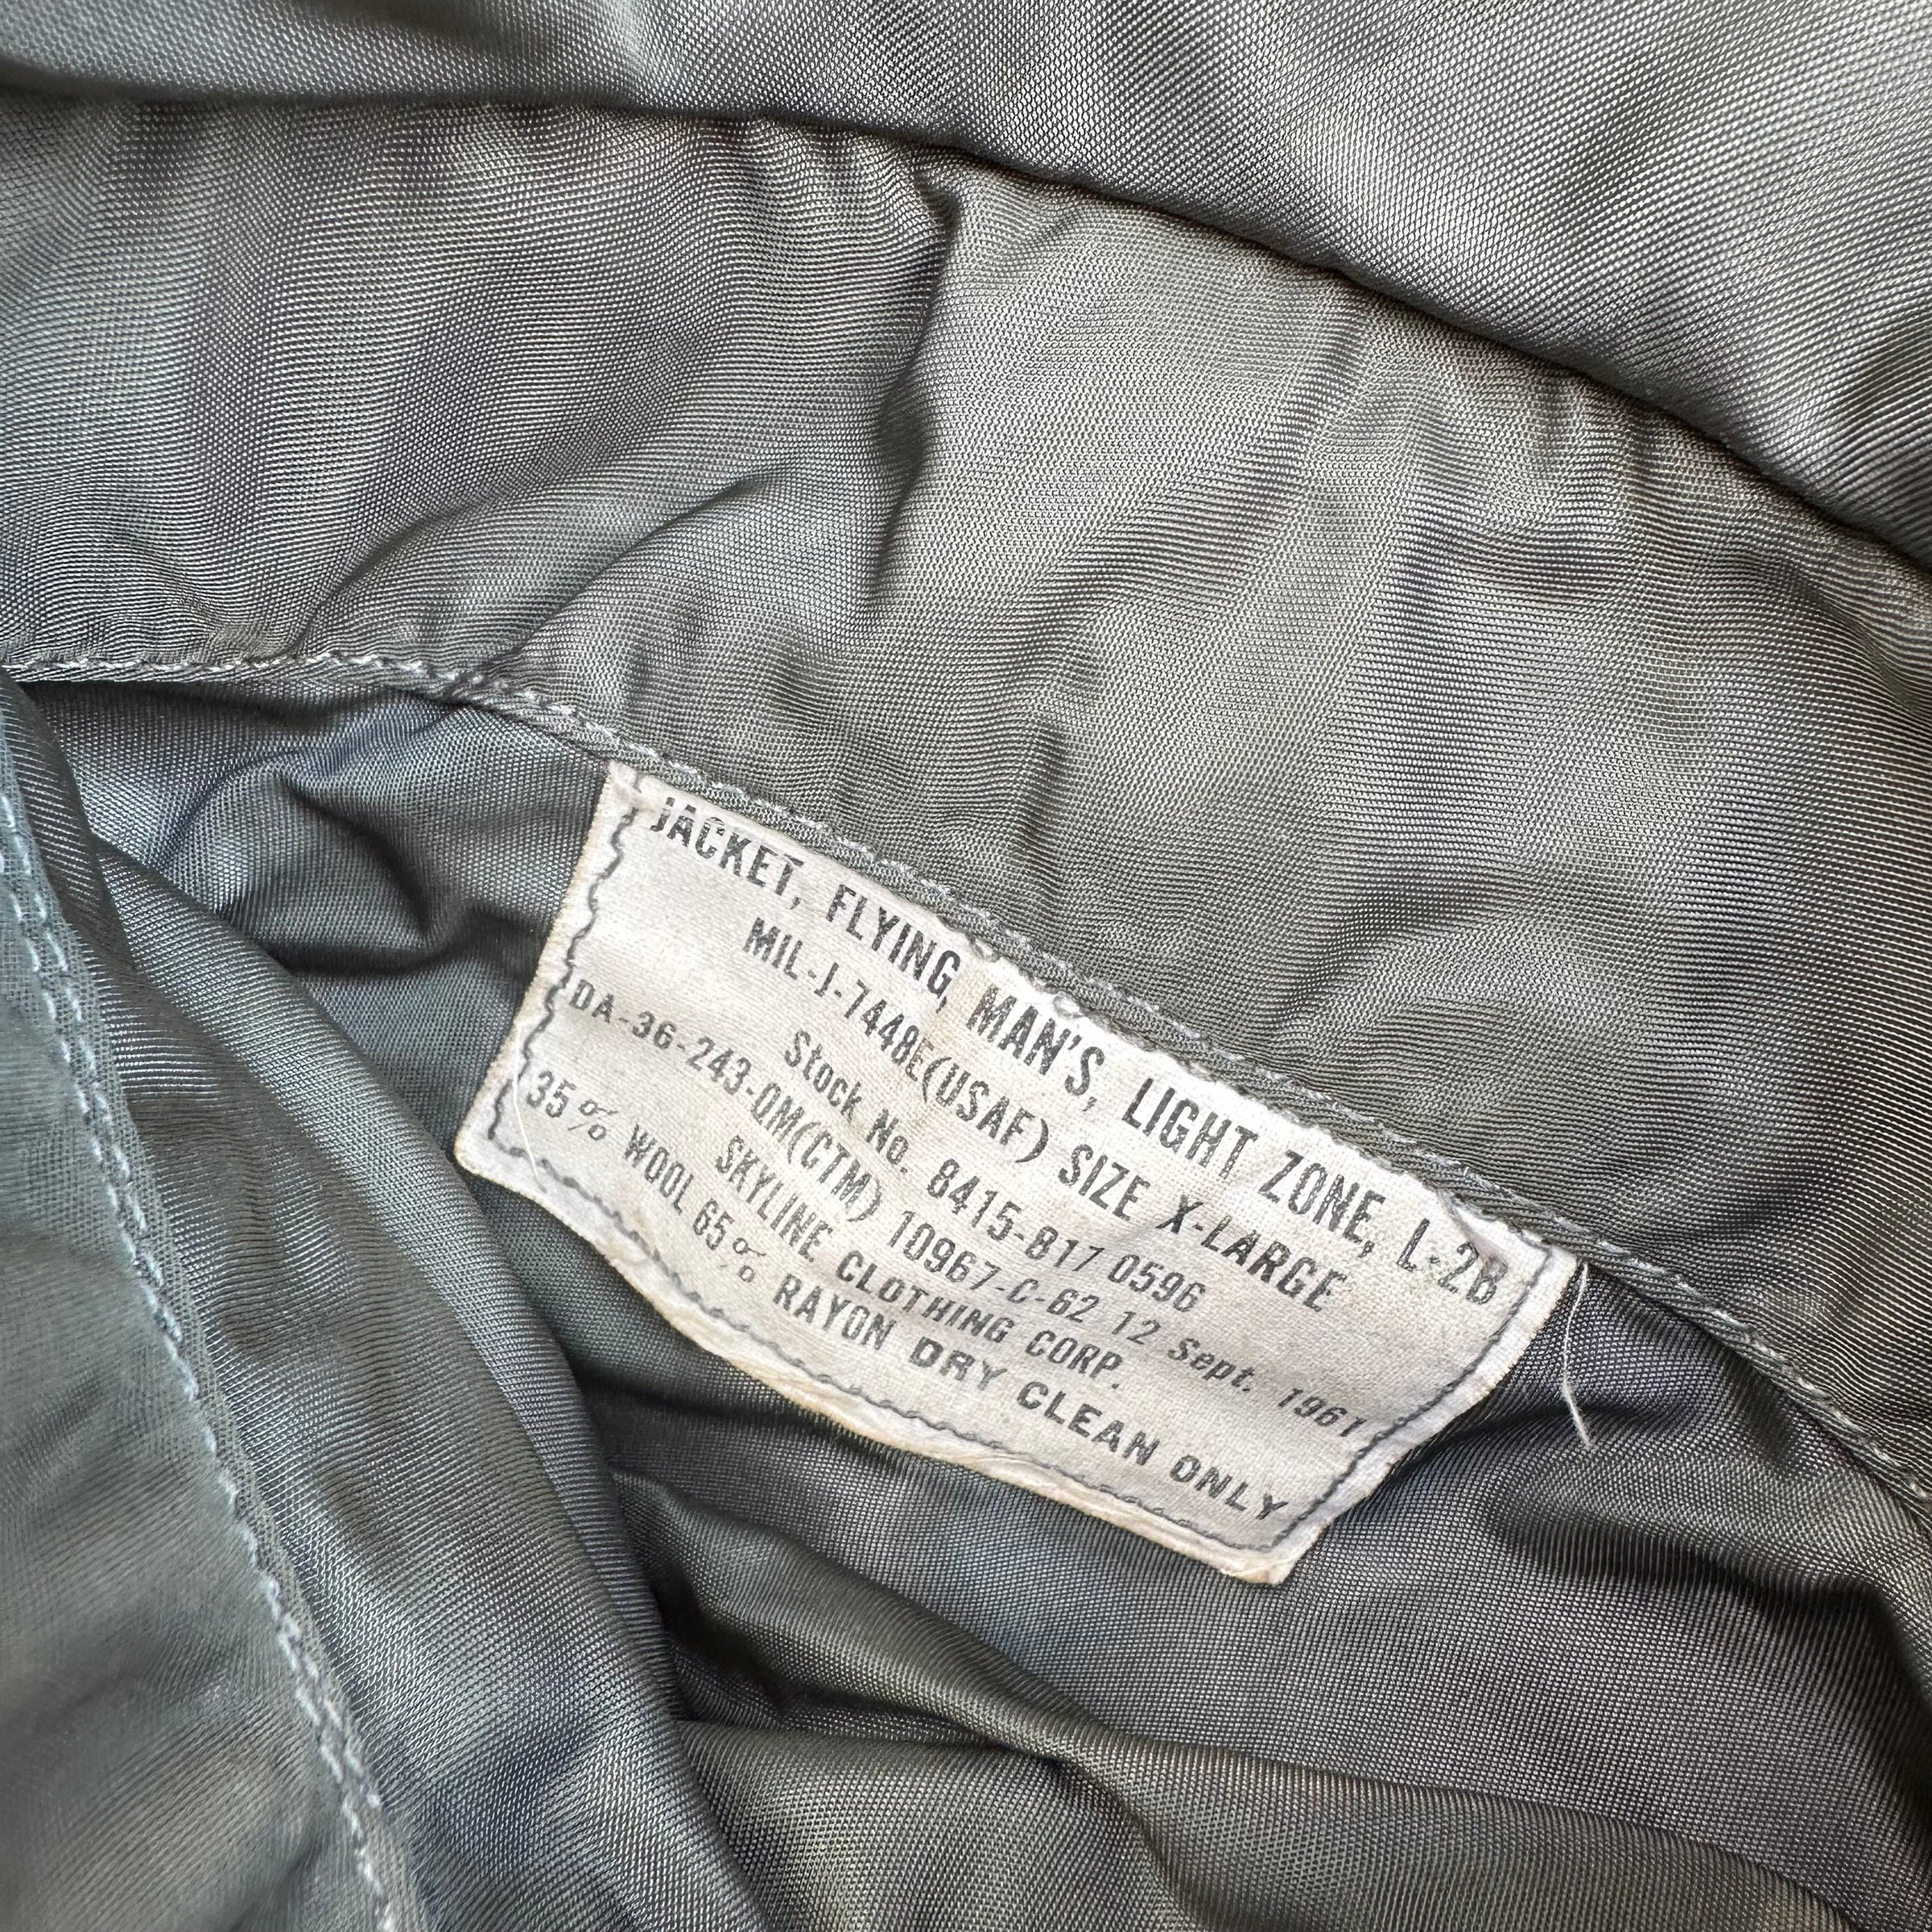 JACKET, FLYING, MAN'S, LIGHT ZONE, L-2B
MIL-J-7448E(USAF) SIZE X-LARGE
Stock No. 8415-817 0596
DA-36-243-QM(CTM) 10967-C-62 12 Sept. 1961
SKYLINE CLOTHING CORP.
35% WOOL 65% RAYON DRY CLEAN ONLY